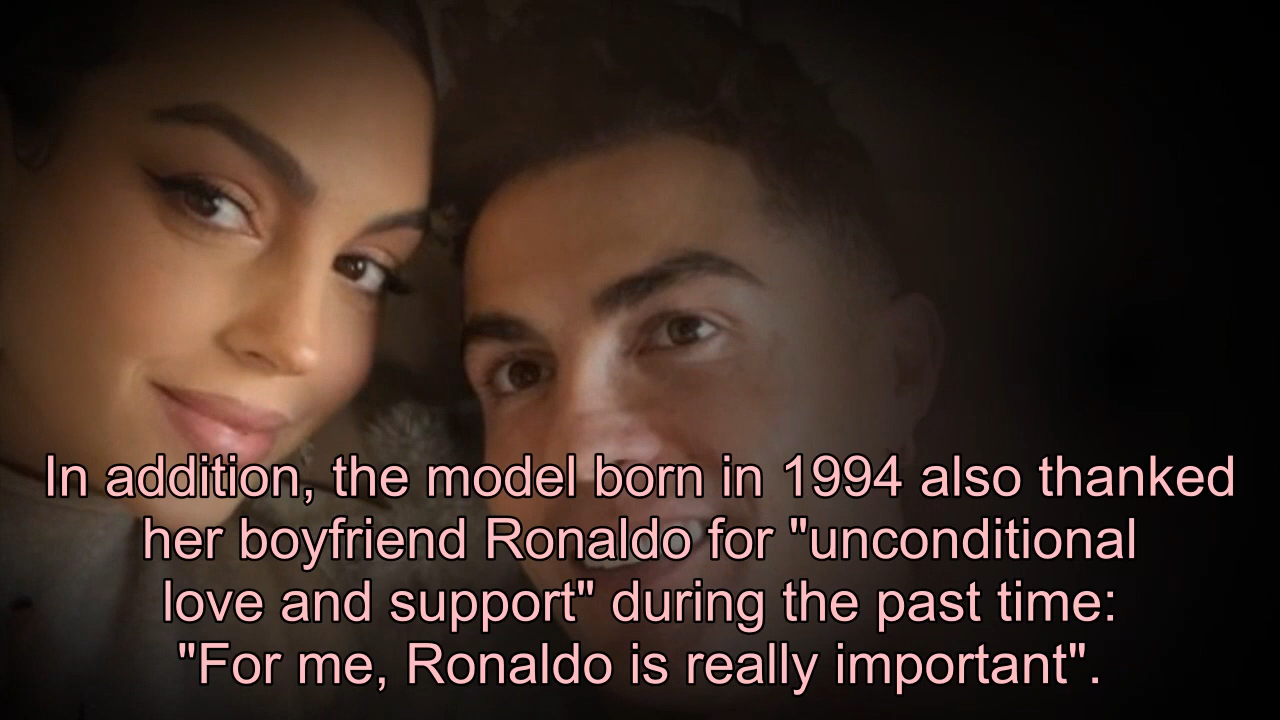 In addition, the model born in 1994 also thanked
her boyfriend Ronaldo for "unconditional
love and support" during the past time:
"For me, Ronaldo is really important".